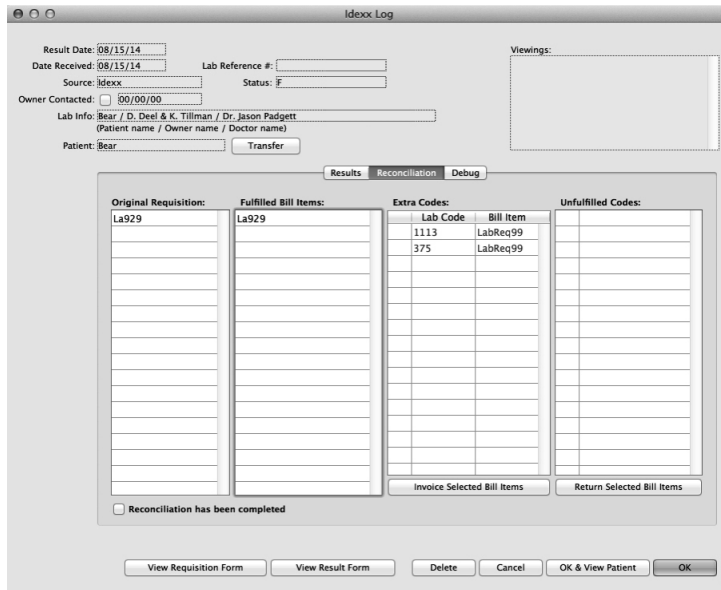 Idexx Log
Result Date: 08/15/14
Viewings:
Date Received: 08/15/14 Lab Reference #:
Source: Idexx Status: F
Owner Contacted: 00/00/00
Lab Info: Bear / D. Deel & K. Tillman / Dr. Jason Padgett
(Patient name / Owner name / Doctor name)
Patient: Bear Transfer
Results Reconciliation Debug
Original Requisition: Fulfilled Bill Items: Extra Codes: Unfulfilled Codes:
La929 La929 Lab Code Bill Item
1113 LabReq99
375 LabReq99
Invoice Selected Bill Items Return Selected Bill Items
Reconciliation has been completed
View Requisition Form View Result Form Delete Cancel OK & View Patient OK